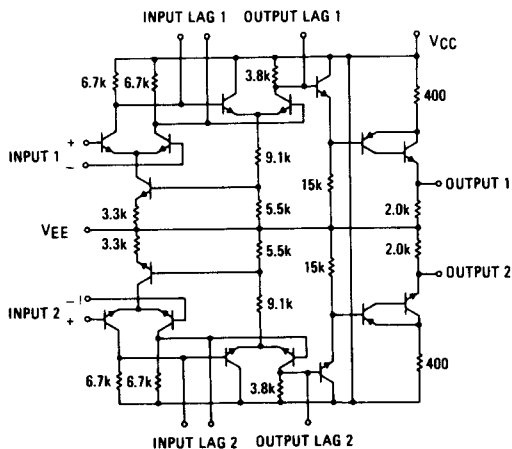 INPUT LAG 1 OUTPUT LAG 1
VCC
6.7k 6.7k 3.8k
400
+
INPUT 1
−
9.1k
OUTPUT 1
15k
3.3k 5.5k 2.0k
VEE
3.3k 5.5k 2.0k
15k
OUTPUT 2
−
INPUT 2
+
9.1k
400
6.7k 6.7k 3.8k
INPUT LAG 2 OUTPUT LAG 2